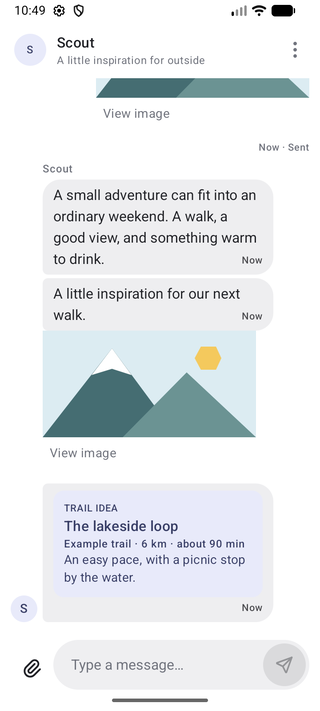 10:49
S
Scout
A little inspiration for outside
View image
Now · Sent
Scout
A small adventure can fit into an
ordinary weekend. A walk, a
good view, and something warm
to drink.
Now
A little inspiration for our next
walk.
Now
View image
TRAIL IDEA
The lakeside loop
Example trail · 6 km · about 90 min
An easy pace, with a picnic stop
by the water.
Now
S
Type a message…